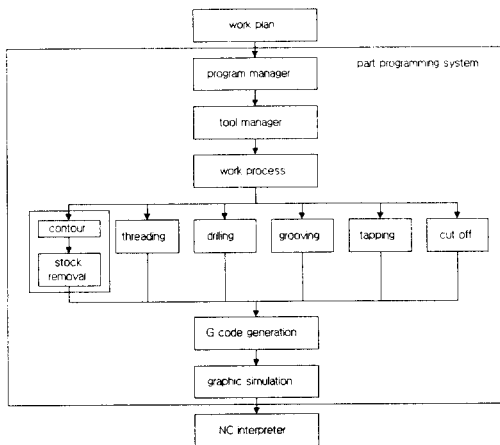 work plan
part programming system
program manager
tool manager
work process
contour
threading
drilling
grooving
tapping
cut off
stock
removal
G code generation
graphic simulation
NC interpreter